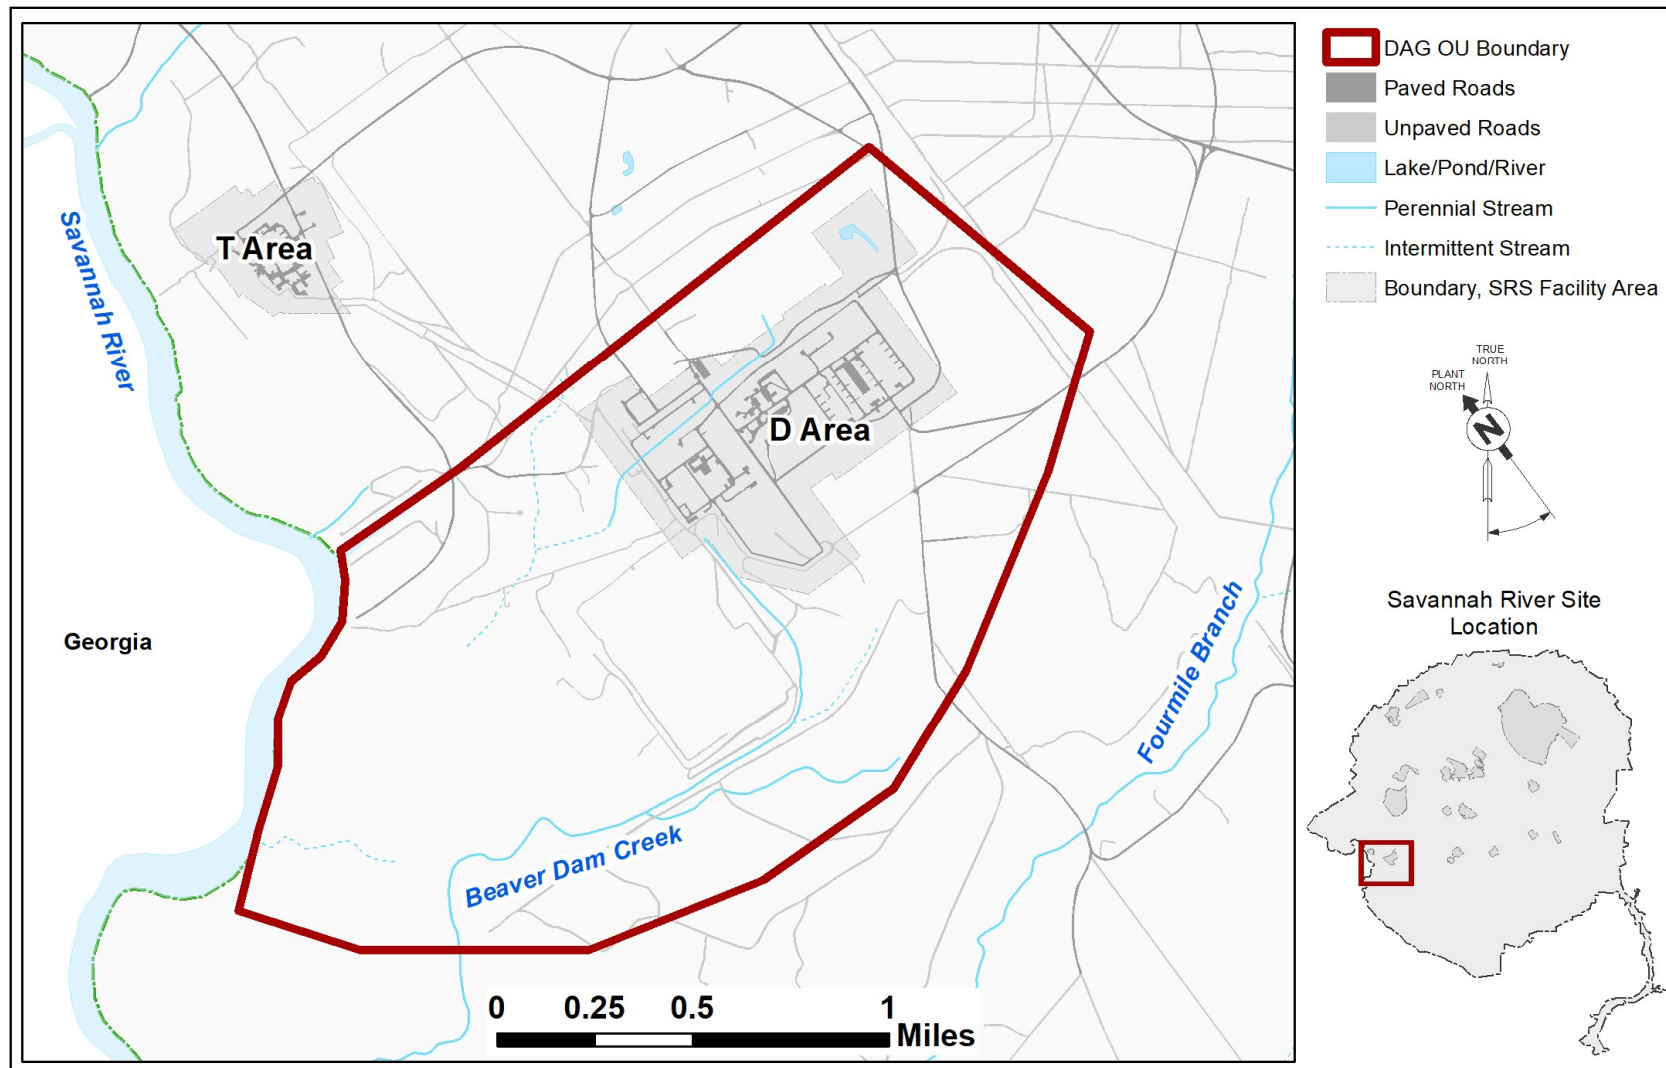 DAG OU Boundary
Paved Roads
Unpaved Roads
Lake/Pond/River
Perennial Stream
Intermittent Stream
Boundary, SRS Facility Area
T Area
Savannah River
TRUE
NORTH
PLANT
NORTH
N
D Area
Georgia
Fourmile Branch
Savannah River Site
Location
Beaver Dam Creek
0 0.25 0.5 1
Miles